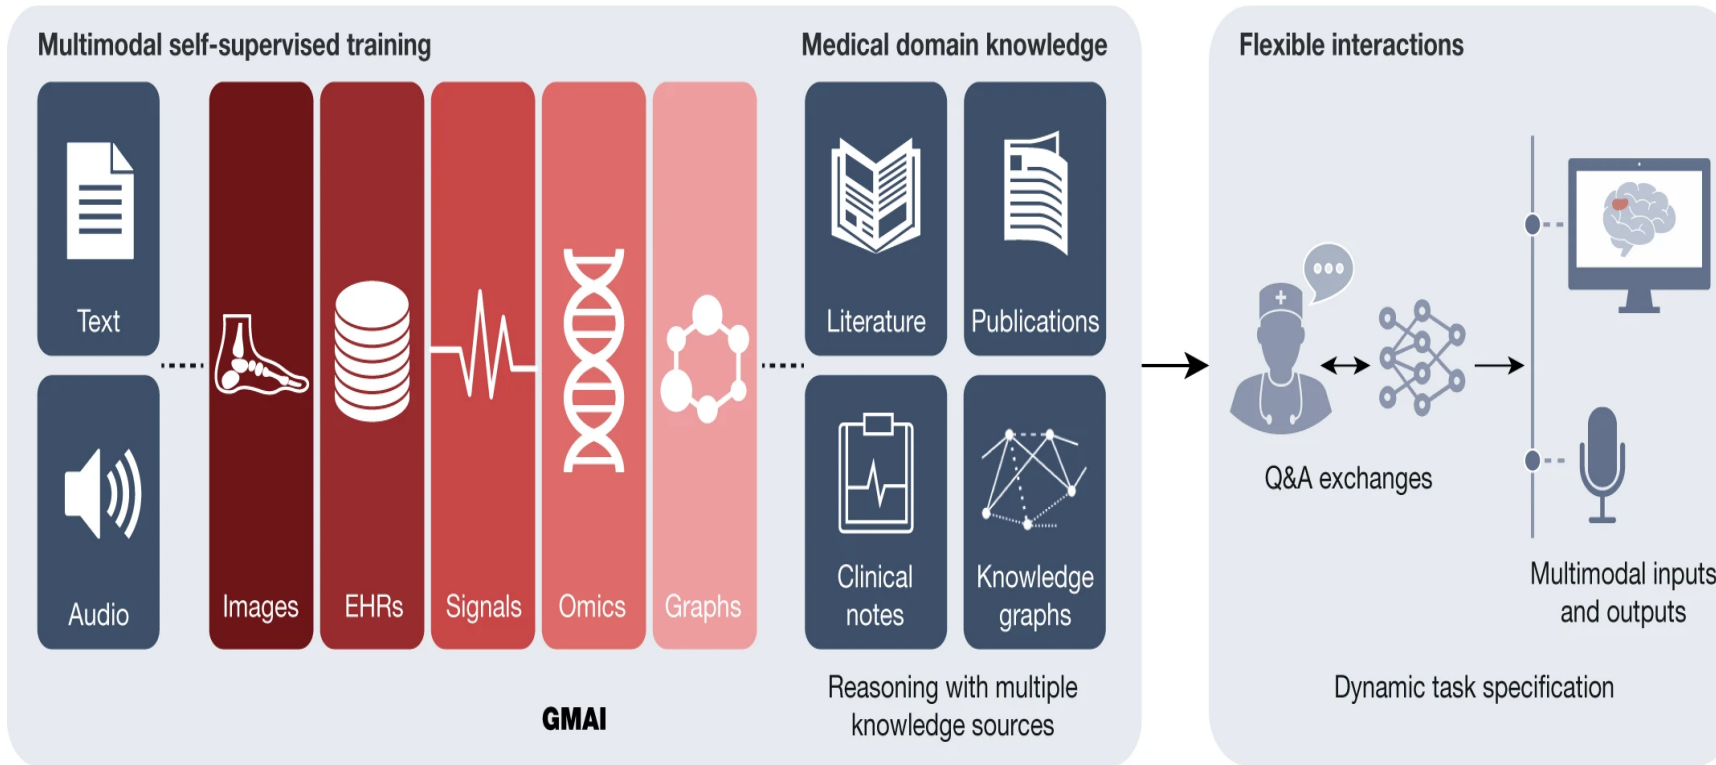 Multimodal self-supervised training
Medical domain knowledge
Flexible interactions
Text
Audio
Images
EHRs
Signals
Omics
Graphs
Literature
Publications
Clinical
notes
Knowledge
graphs
Reasoning with multiple
knowledge sources
GMAI
Q&A exchanges
Multimodal inputs
and outputs
Dynamic task specification